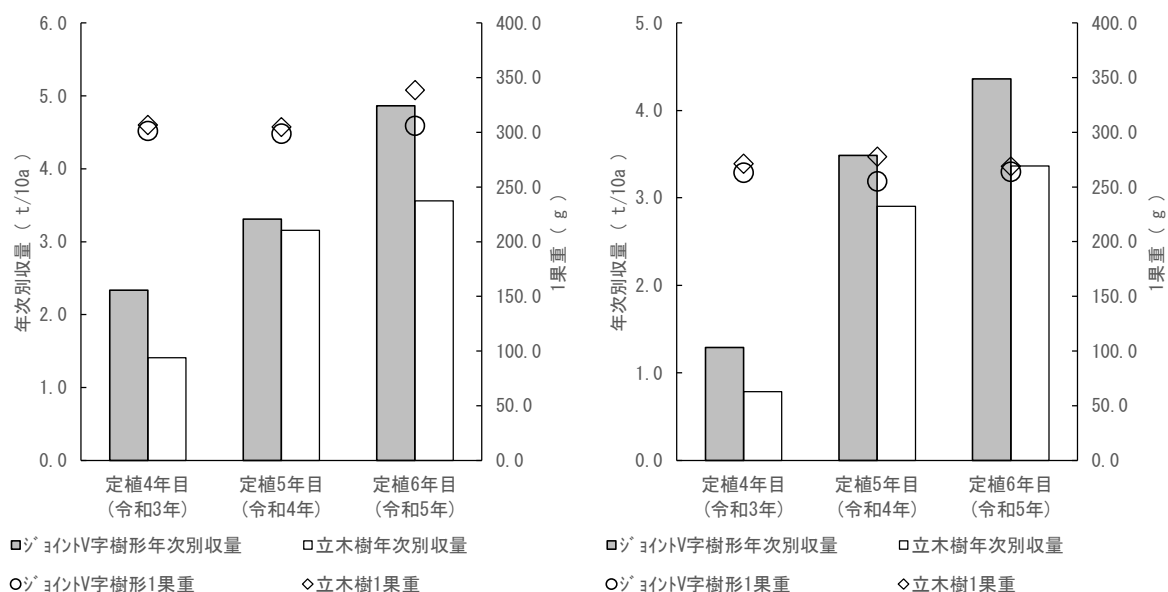 6.0
5.0
4.0
3.0
2.0
1.0
0.0
年次別収量（ t/10a ）
400.0
350.0
300.0
250.0
200.0
150.0
100.0
50.0
0.0
1果重（ g ）
定植4年目
(令和3年)
定植5年目
(令和4年)
定植6年目
(令和5年)
ｼﾞｮｲﾝﾄV字樹形年次別収量
立木樹年次別収量
ｼﾞｮｲﾝﾄV字樹形1果重
立木樹1果重
5.0
4.0
3.0
2.0
1.0
0.0
年次別収量（ t/10a ）
400.0
350.0
300.0
250.0
200.0
150.0
100.0
50.0
0.0
1果重（ g ）
定植4年目
(令和3年)
定植5年目
(令和4年)
定植6年目
(令和5年)
ｼﾞｮｲﾝﾄV字樹形年次別収量
立木樹年次別収量
ｼﾞｮｲﾝﾄV字樹形1果重
立木樹1果重